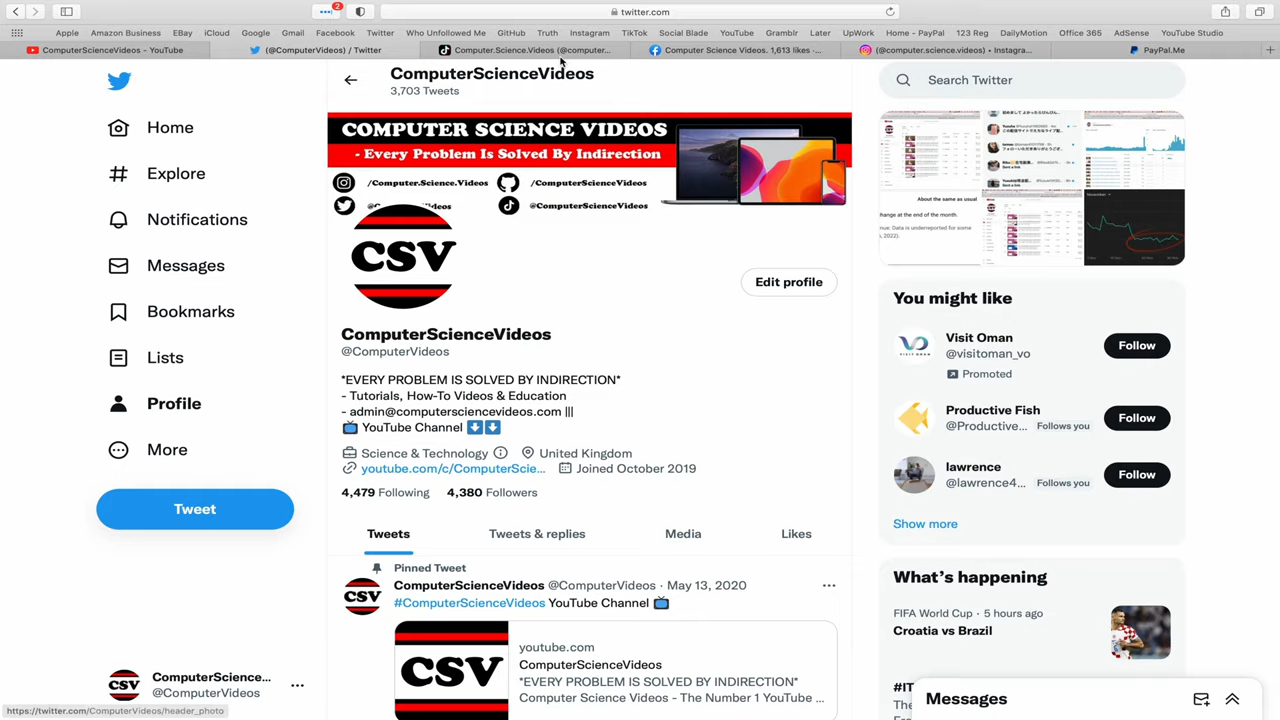 2
twitter.com
Apple Amazon Business EBay iCloud Google Gmail Facebook Twitter Who Unfollowed Me GitHub Truth Instagram TikTok Social Blade YouTube Gramblr Later UpWork Home - PayPal 123 Reg DailyMotion Office 365 AdSense YouTube Studio
ComputerScienceVideos - YouTube
(@ComputerVideos) / Twitter
Computer.Science.Videos (@computer...
Computer Science Videos. 1,613 likes ·...
(@computer.science.videos) • Instagra...
PayPal.Me
Home
Explore
Notifications
Messages
Bookmarks
Lists
Profile
More
Tweet
ComputerScience...
@ComputerVideos
https://twitter.com/ComputerVideos/header_photo
ComputerScienceVideos
3,703 Tweets
COMPUTER SCIENCE VIDEOS
- Every Problem Is Solved By Indirection
/Computer.Science.Videos
/ComputerScienceVideos
@ComputerScienceVideos
CSV
Edit profile
ComputerScienceVideos
@ComputerVideos
*EVERY PROBLEM IS SOLVED BY INDIRECTION*
- Tutorials, How-To Videos & Education
- admin@computersciencevideos.com |||
📺 YouTube Channel ⬇️⬇️
Science & Technology United Kingdom
youtube.com/c/ComputerScie... Joined October 2019
4,479 Following 4,380 Followers
Tweets Tweets & replies Media Likes
Pinned Tweet
ComputerScienceVideos @ComputerVideos · May 13, 2020
#ComputerScienceVideos YouTube Channel 📺
CSV
CSV
youtube.com
ComputerScienceVideos
*EVERY PROBLEM IS SOLVED BY INDIRECTION*
Computer Science Videos - The Number 1 YouTube ...
CSV
Search Twitter
About the same as usual
You might like
Visit Oman
@visitoman_vo
Promoted
Follow
Productive Fish
@Productive... Follows you
Follow
lawrence
@lawrence4... Follows you
Follow
Show more
What's happening
FIFA World Cup · 5 hours ago
Croatia vs Brazil
Messages